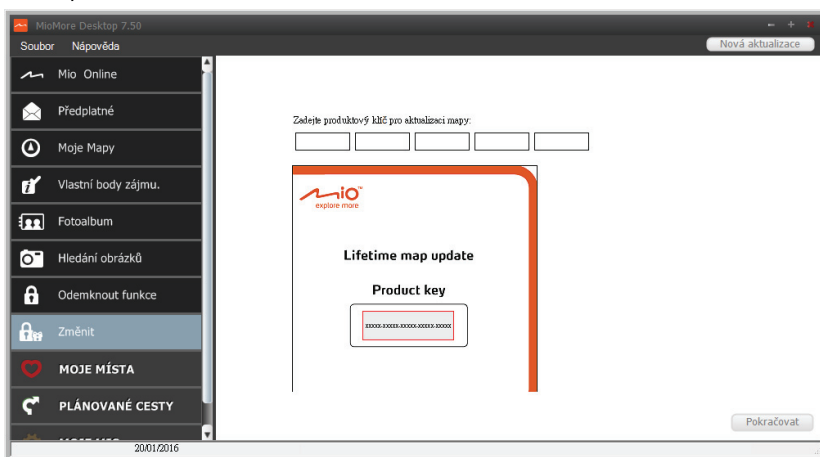 MioMore Desktop 7.50
Soubor Nápověda
Nová aktualizace
Mio Online
Předplatné
Moje Mapy
Vlastní body zájmu.
Fotoalbum
Hledání obrázků
Odemknout funkce
Změnit
MOJE MÍSTA
PLÁNOVANÉ CESTY
Zadejte produktový klíč pro aktualizaci mapy:
mio™
explore more
Lifetime map update
Product key
xxxxx-xxxxx-xxxxx-xxxxx-xxxxx
Pokračovat
20/01/2016